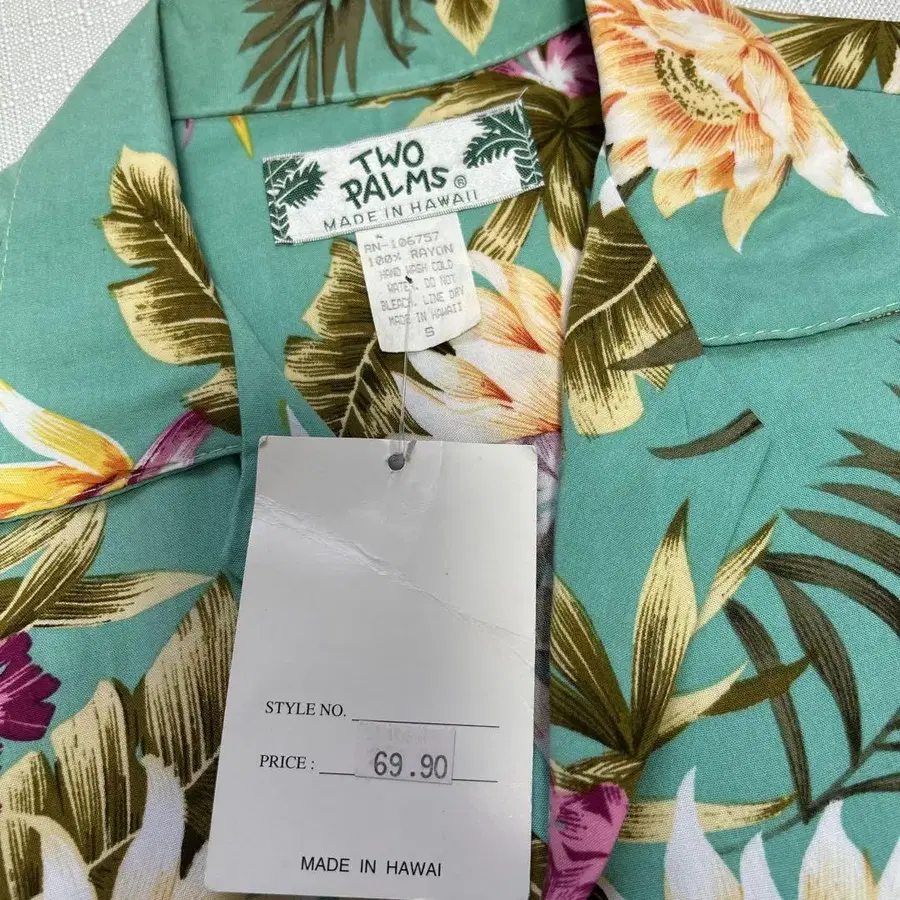 TWO
PALMS®
MADE IN HAWAII
RN-106757
100% RAYON
HAND WASH COLD
WATER. DO NOT
BLEACH. LINE DRY
MADE IN HAWAII
S
STYLE NO.
PRICE : 69.90
MADE IN HAWAI